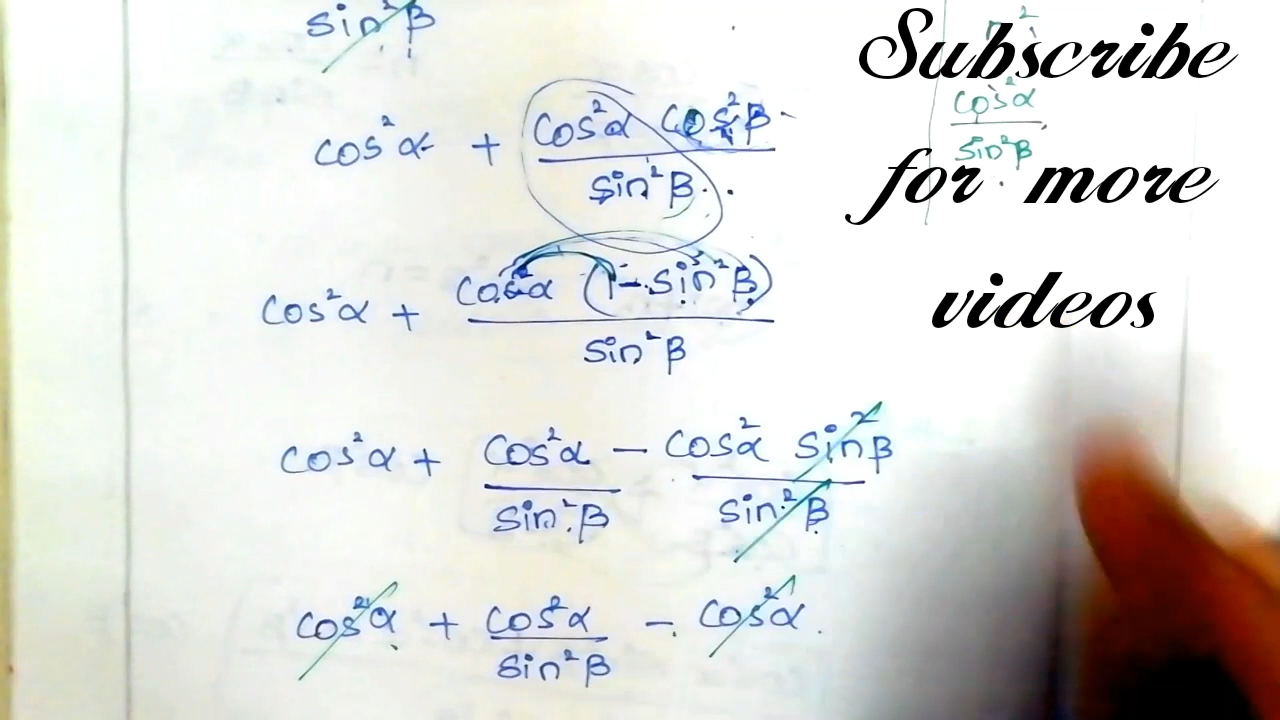 sin²β
cos²α + cos²α cos²β / sin²β
cos²α + cos²α (1 - sin²β) / sin²β
cos²α + cos²α / sin²β - cos²α sin²β / sin²β
cos²α + cos²α / sin²β - cos²α
Subscribe
for more
videos
cos²α / sin²β